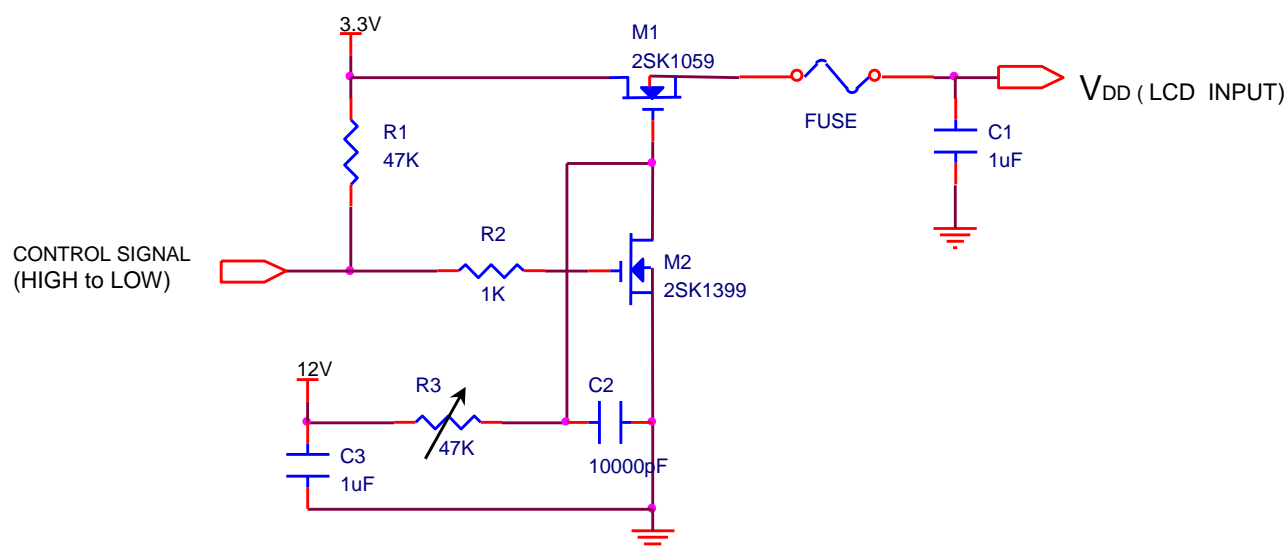 3.3V
M1
2SK1059
VDD ( LCD INPUT)
FUSE
R1
47K
C1
1uF
CONTROL SIGNAL
(HIGH to LOW)
R2
1K
M2
2SK1399
12V
R3
47K
C2
10000pF
C3
1uF